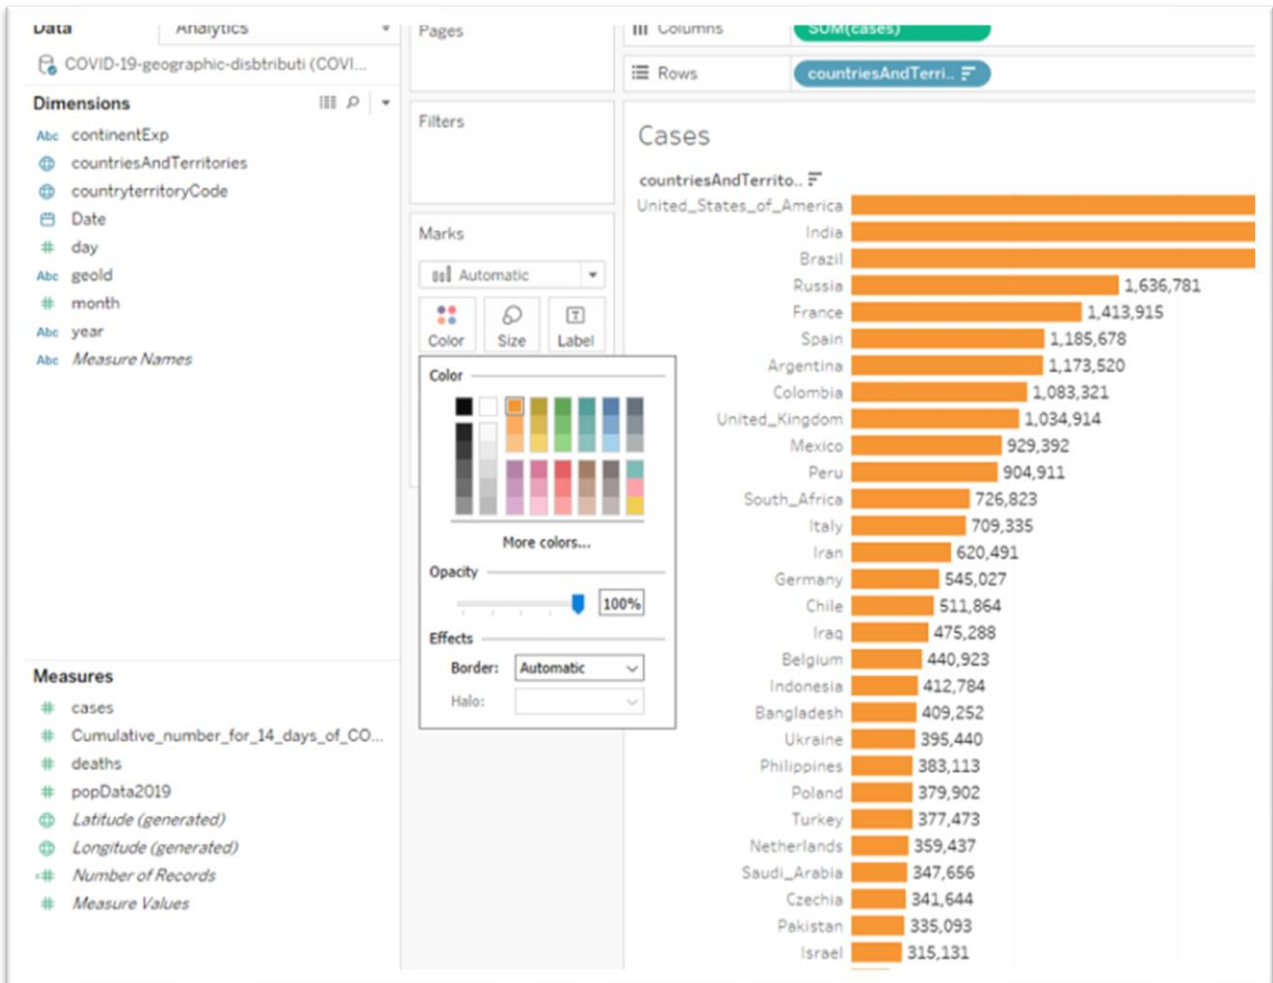 Data Analytics
COVID-19-geographic-disbtributi (COVI...
Dimensions
Abc continentExp
countriesAndTerritories
countryterritoryCode
Date
# day
Abc geoId
# month
Abc year
Abc Measure Names
Measures
# cases
# Cumulative_number_for_14_days_of_CO...
# deaths
# popData2019
Latitude (generated)
Longitude (generated)
=# Number of Records
# Measure Values
Pages
Filters
Marks
Automatic
Color Size Label
Color
More colors...
Opacity
100%
Effects
Border: Automatic
Halo:
Columns SUM(cases)
Rows countriesAndTerri..
Cases
countriesAndTerrito..
United_States_of_America
India
Brazil
Russia 1,636,781
France 1,413,915
Spain 1,185,678
Argentina 1,173,520
Colombia 1,083,321
United_Kingdom 1,034,914
Mexico 929,392
Peru 904,911
South_Africa 726,823
Italy 709,335
Iran 620,491
Germany 545,027
Chile 511,864
Iraq 475,288
Belgium 440,923
Indonesia 412,784
Bangladesh 409,252
Ukraine 395,440
Philippines 383,113
Poland 379,902
Turkey 377,473
Netherlands 359,437
Saudi_Arabia 347,656
Czechia 341,644
Pakistan 335,093
Israel 315,131